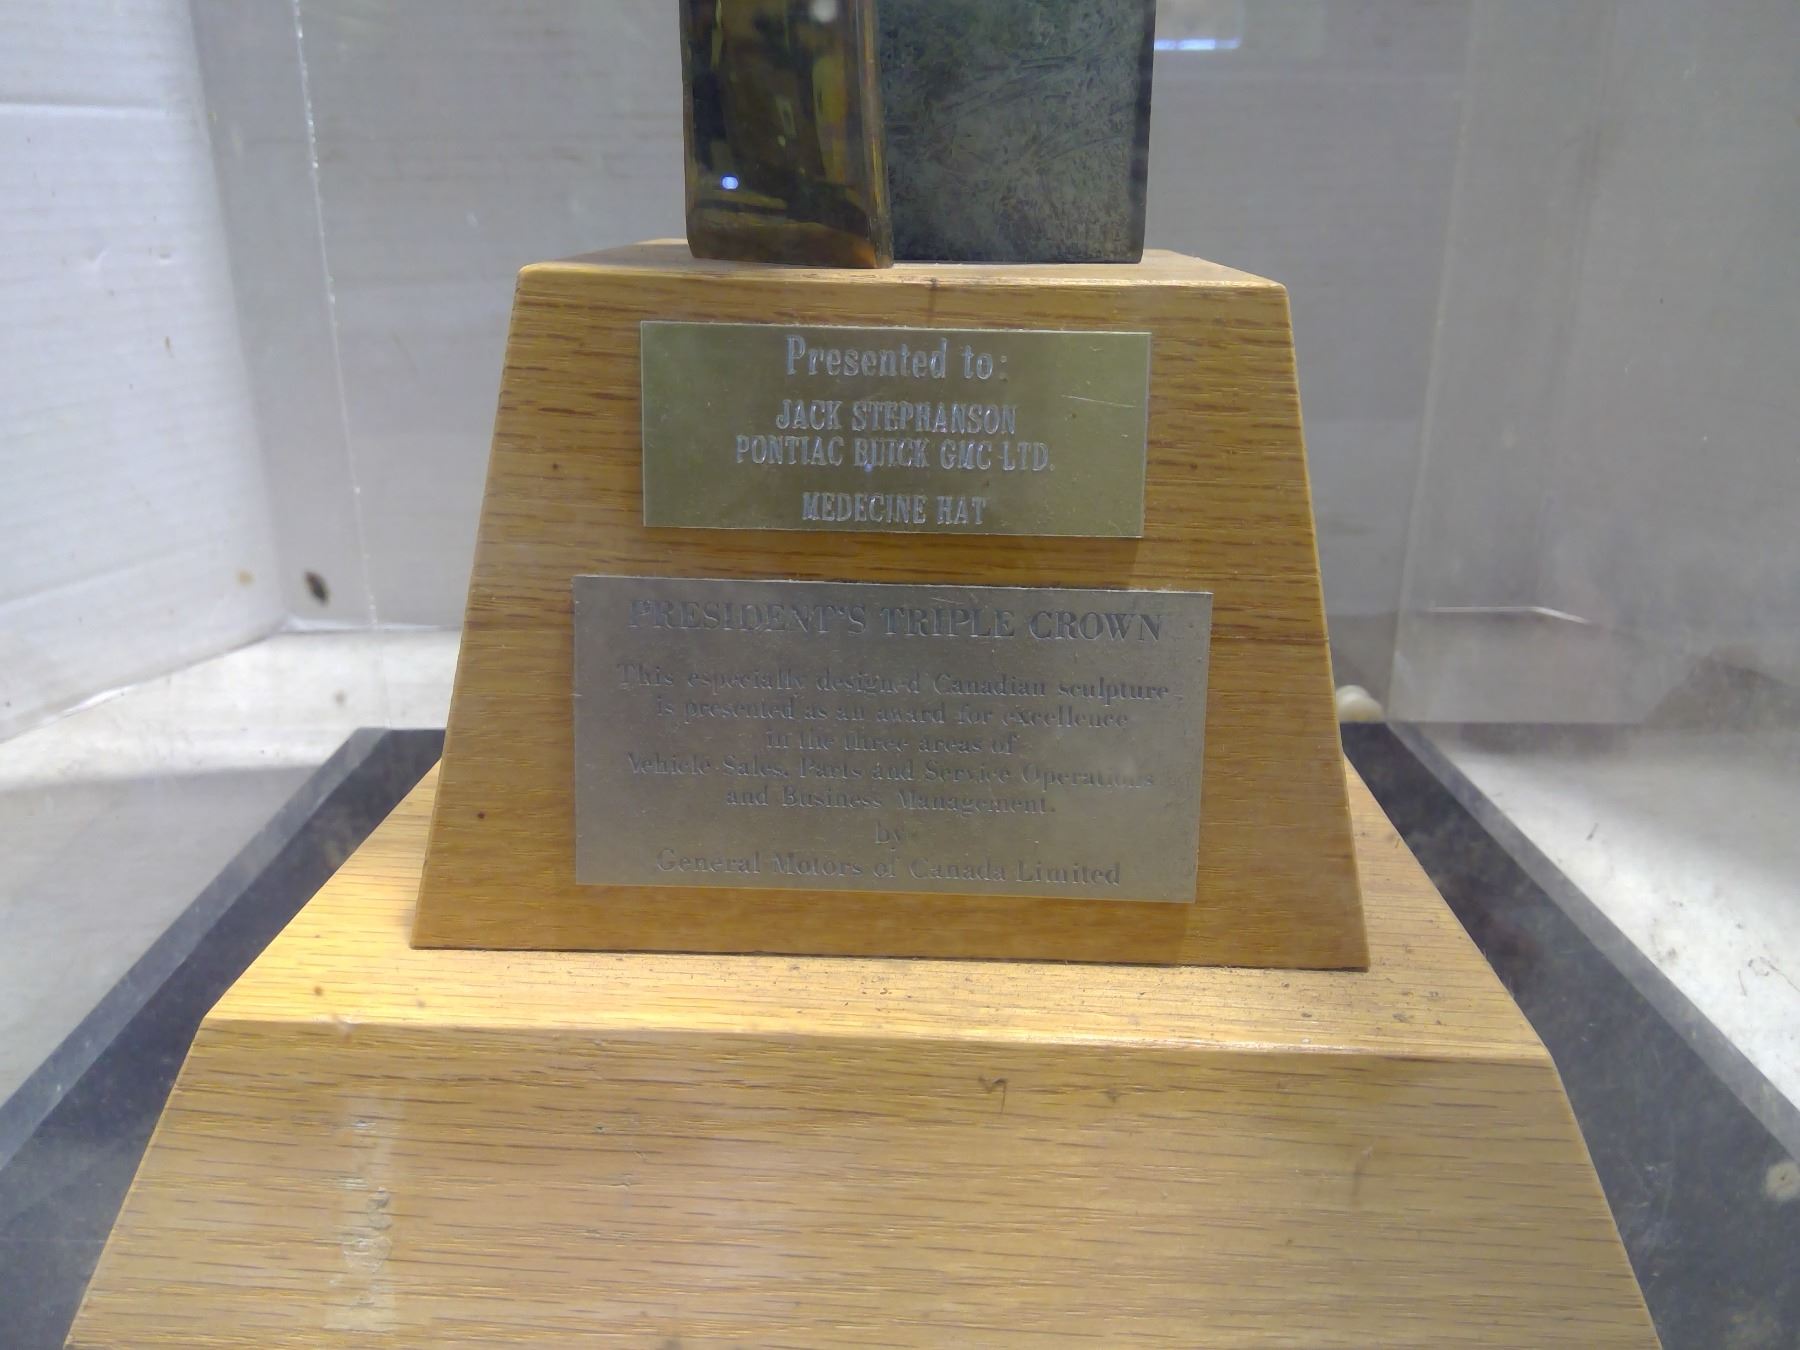 Presented to:
JACK STEPHANSON
PONTIAC BUICK GMC LTD.
MEDECINE HAT
PRESIDENT'S TRIPLE CROWN
This especially designed Canadian sculpture
is presented as an award for excellence
in the three areas of
Vehicle Sales, Parts and Service Operations
and Business Management.
by
General Motors of Canada Limited